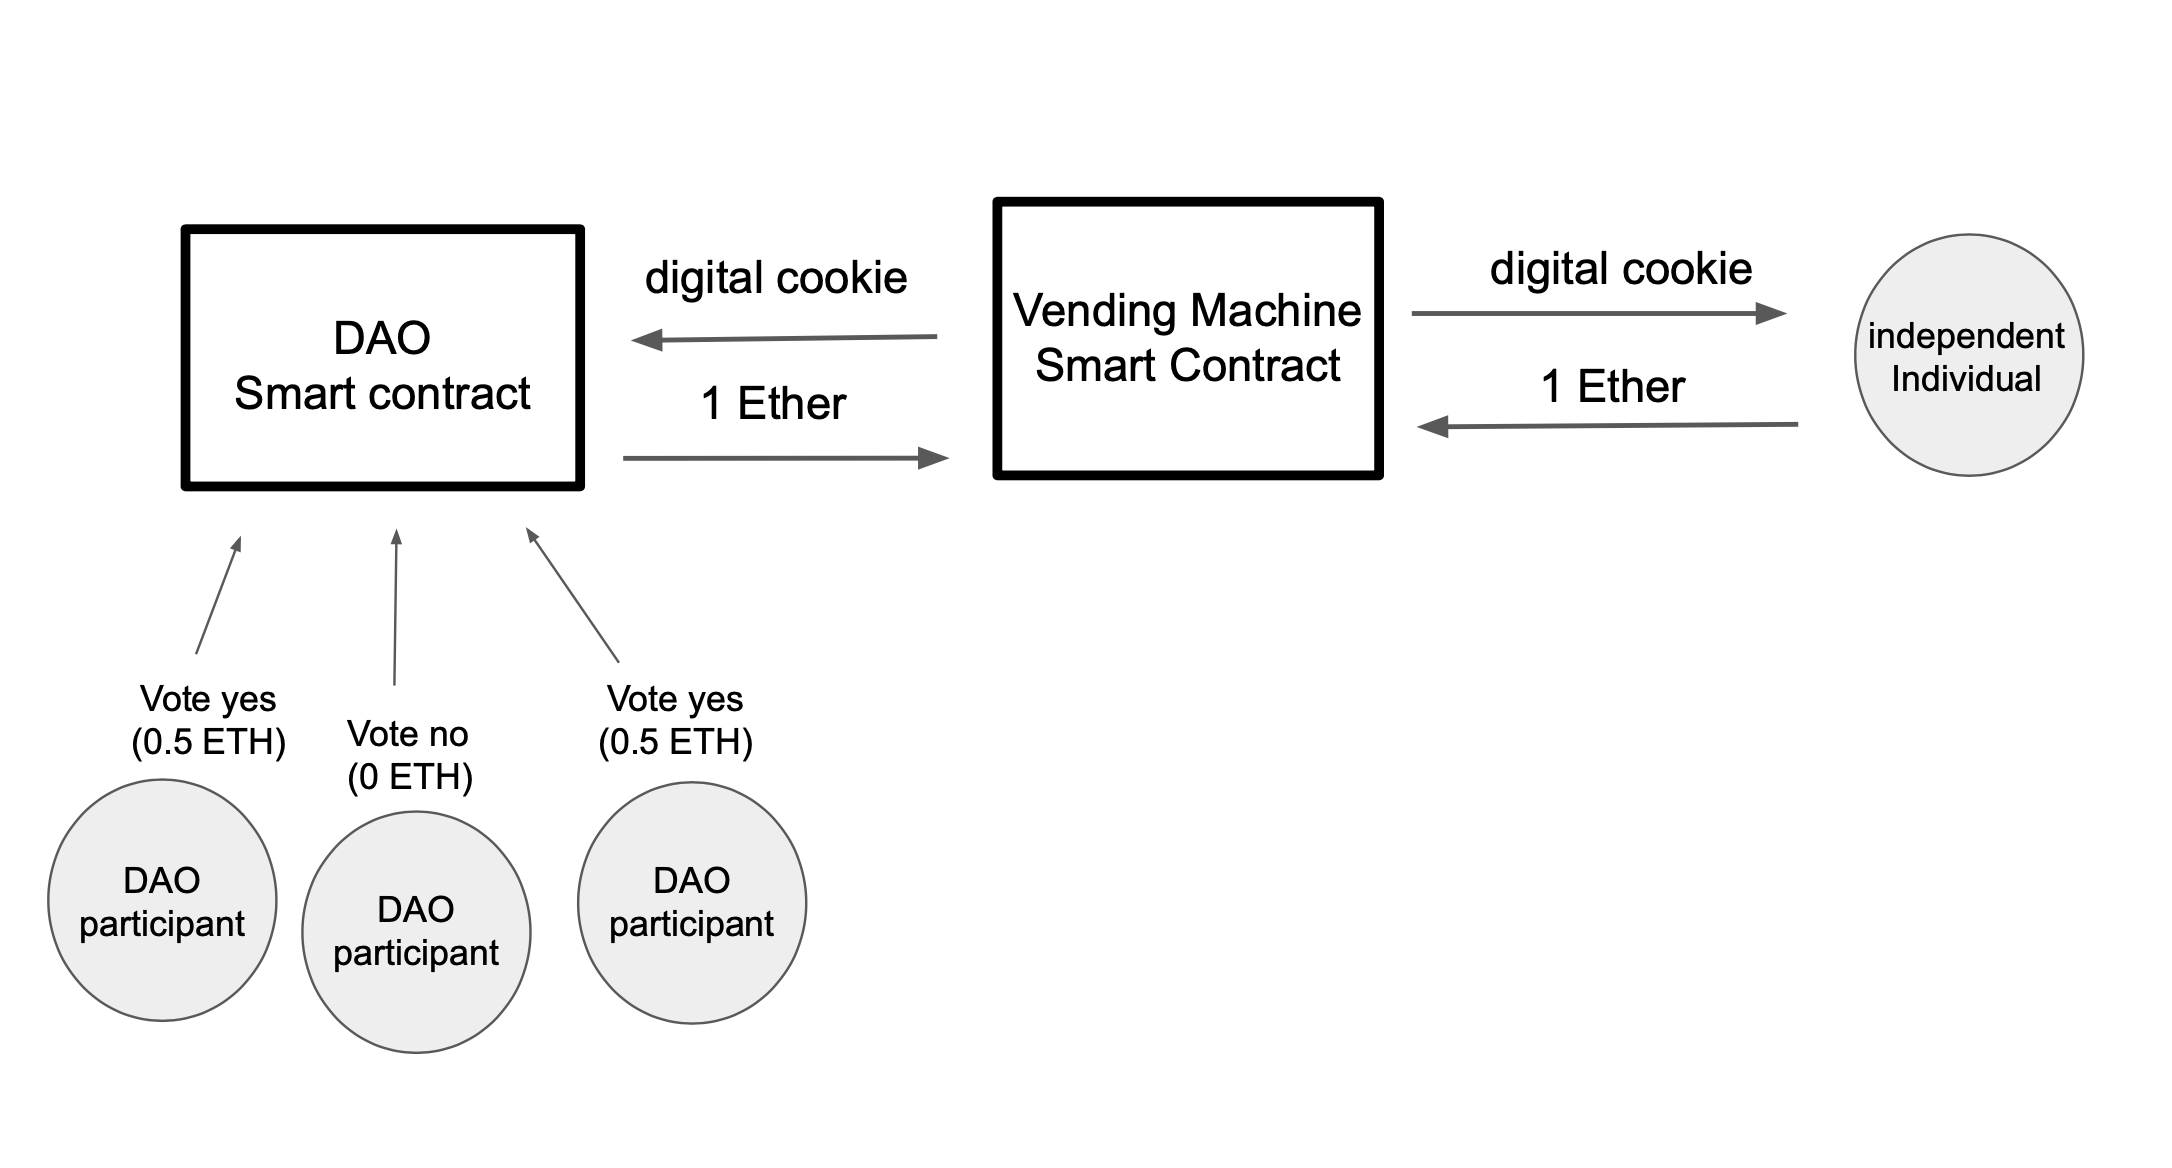 DAO
Smart contract
digital cookie
1 Ether
Vending Machine
Smart Contract
digital cookie
1 Ether
independent
Individual
Vote yes
(0.5 ETH)
Vote no
(0 ETH)
Vote yes
(0.5 ETH)
DAO
participant
DAO
participant
DAO
participant